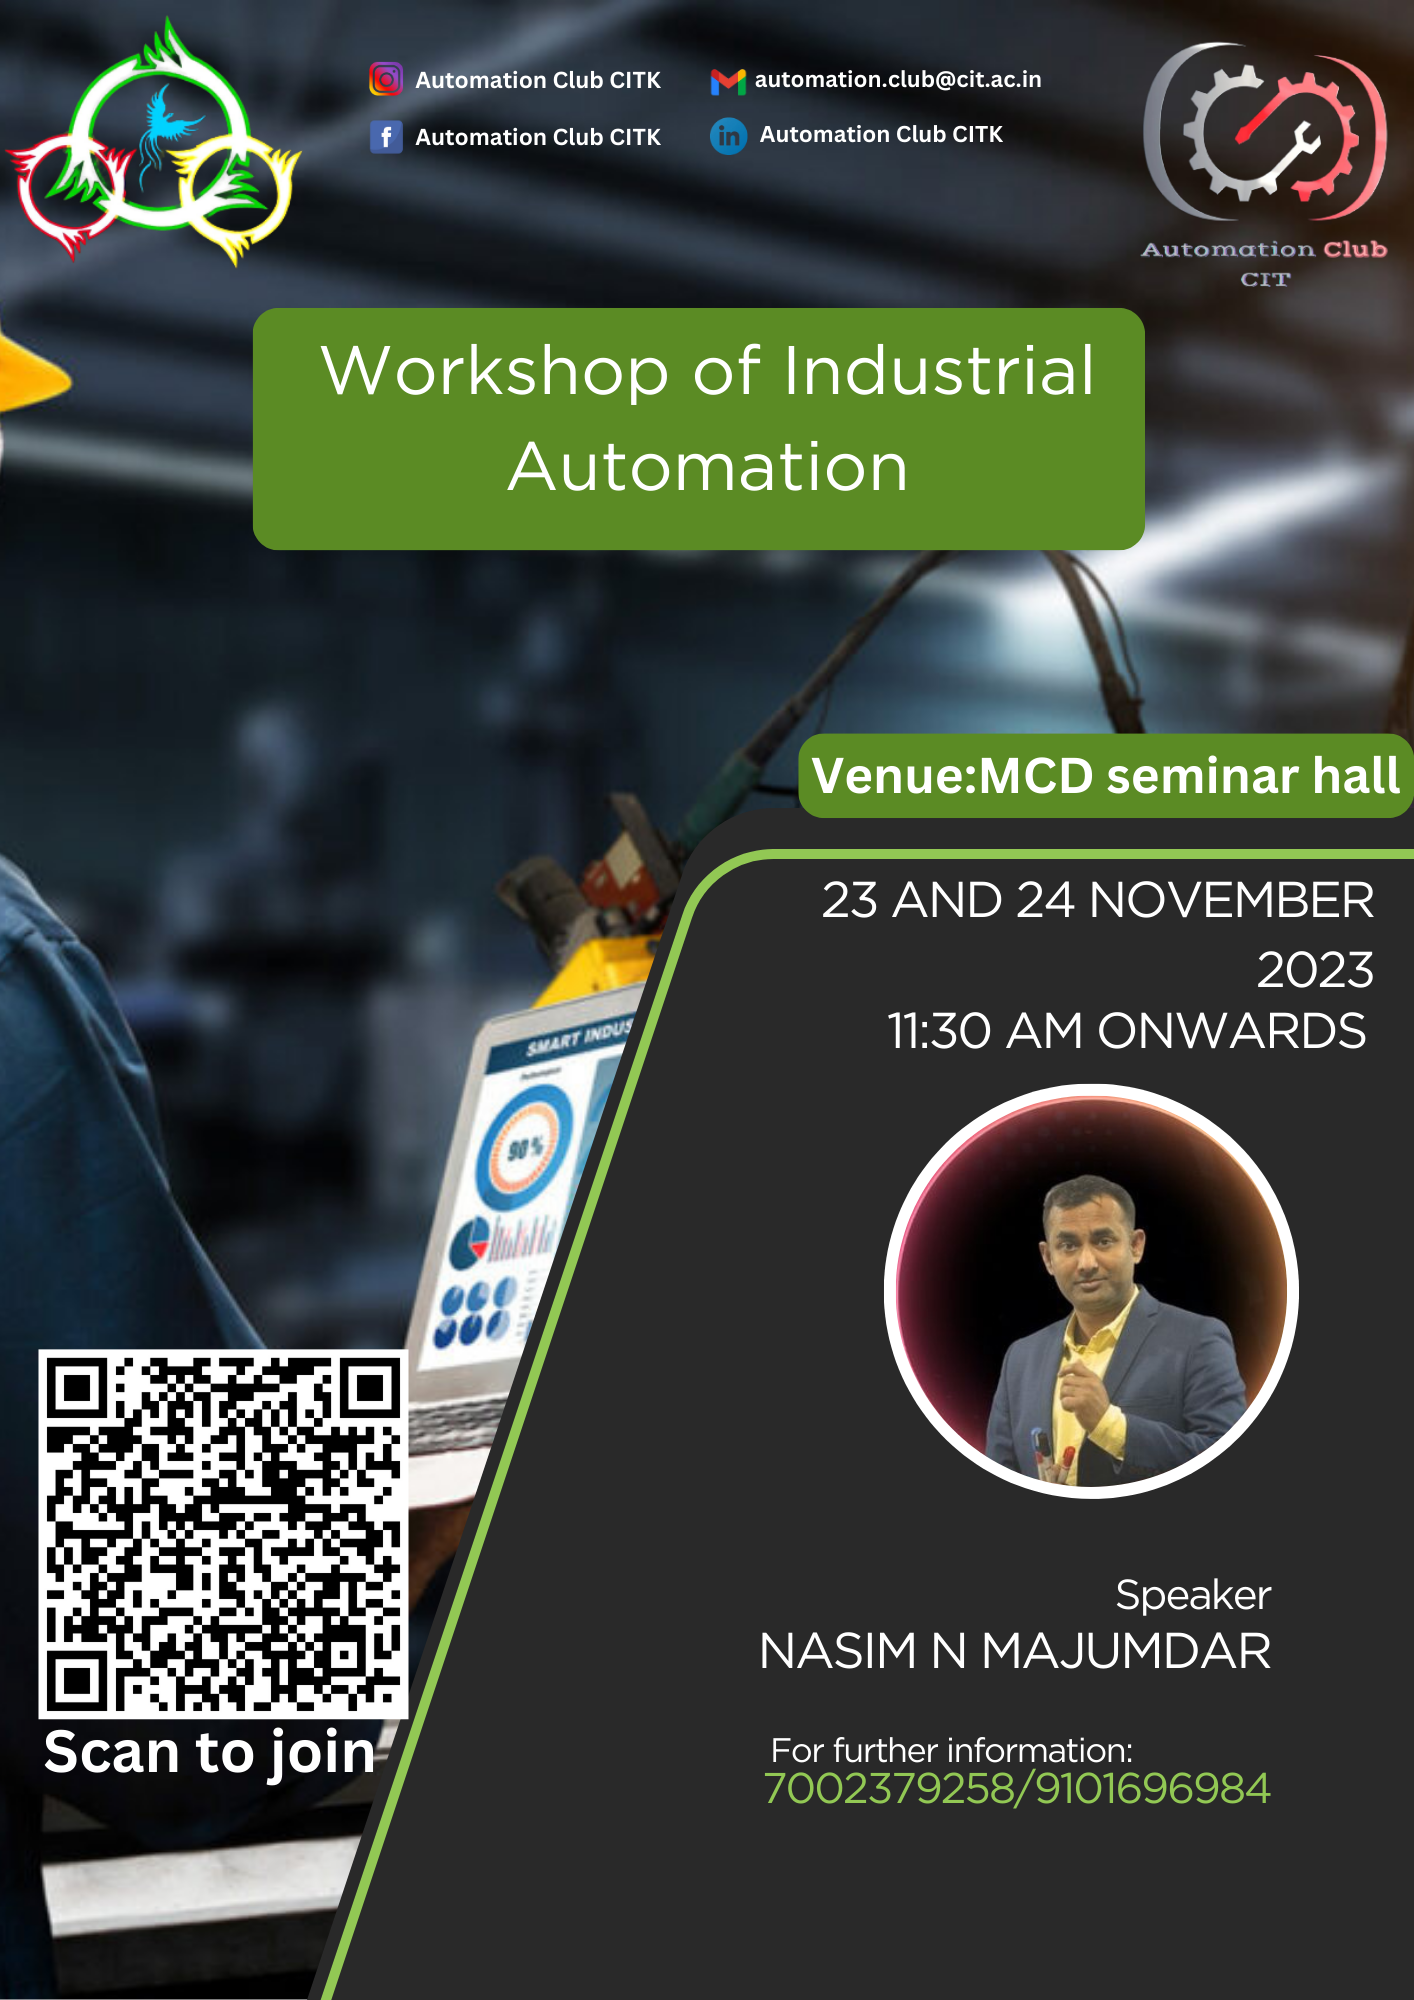 Automation Club CITK
automation.club@cit.ac.in
Automation Club CITK
Automation Club CITK
Automation Club
CIT
Workshop of Industrial
Automation
Venue:MCD seminar hall
23 AND 24 NOVEMBER
2023
11:30 AM ONWARDS
SMART INDUS
90%
Speaker
NASIM N MAJUMDAR
Scan to join
For further information:
7002379258/9101696984